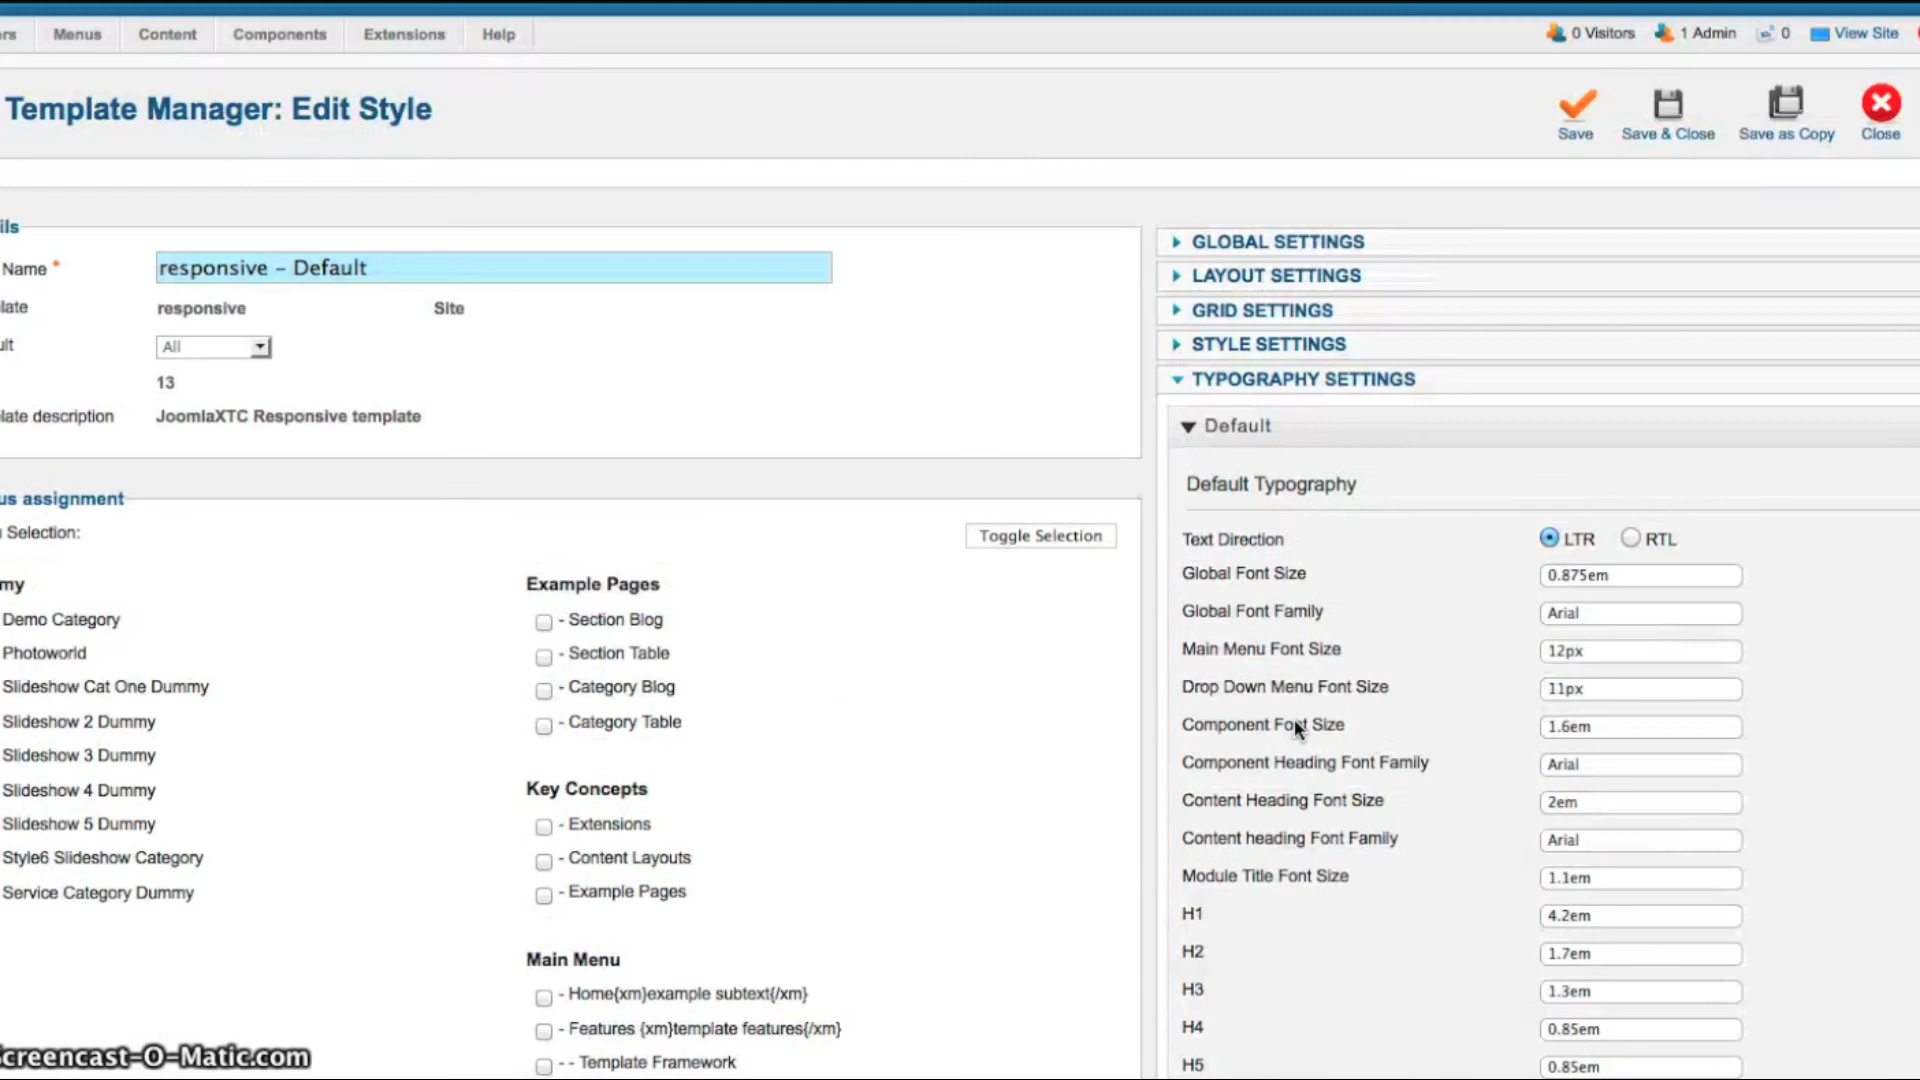 ers Menus Content Components Extensions Help 0 Visitors 1 Admin 0 View Site
Template Manager: Edit Style
Save Save & Close Save as Copy Close
ils
Name *
responsive – Default
late responsive Site
ult All
13
late description JoomlaXTC Responsive template
us assignment
Selection:
Toggle Selection
my
Demo Category
Photoworld
Slideshow Cat One Dummy
Slideshow 2 Dummy
Slideshow 3 Dummy
Slideshow 4 Dummy
Slideshow 5 Dummy
Style6 Slideshow Category
Service Category Dummy
Example Pages
- Section Blog
- Section Table
- Category Blog
- Category Table
Key Concepts
- Extensions
- Content Layouts
- Example Pages
Main Menu
- Home{xm}example subtext{/xm}
- Features {xm}template features{/xm}
- - Template Framework
GLOBAL SETTINGS
LAYOUT SETTINGS
GRID SETTINGS
STYLE SETTINGS
TYPOGRAPHY SETTINGS
Default
Default Typography
Text Direction LTR RTL
Global Font Size 0.875em
Global Font Family Arial
Main Menu Font Size 12px
Drop Down Menu Font Size 11px
Component Font Size 1.6em
Component Heading Font Family Arial
Content Heading Font Size 2em
Content heading Font Family Arial
Module Title Font Size 1.1em
H1 4.2em
H2 1.7em
H3 1.3em
H4 0.85em
H5 0.85em
creencast-O-Matic.com